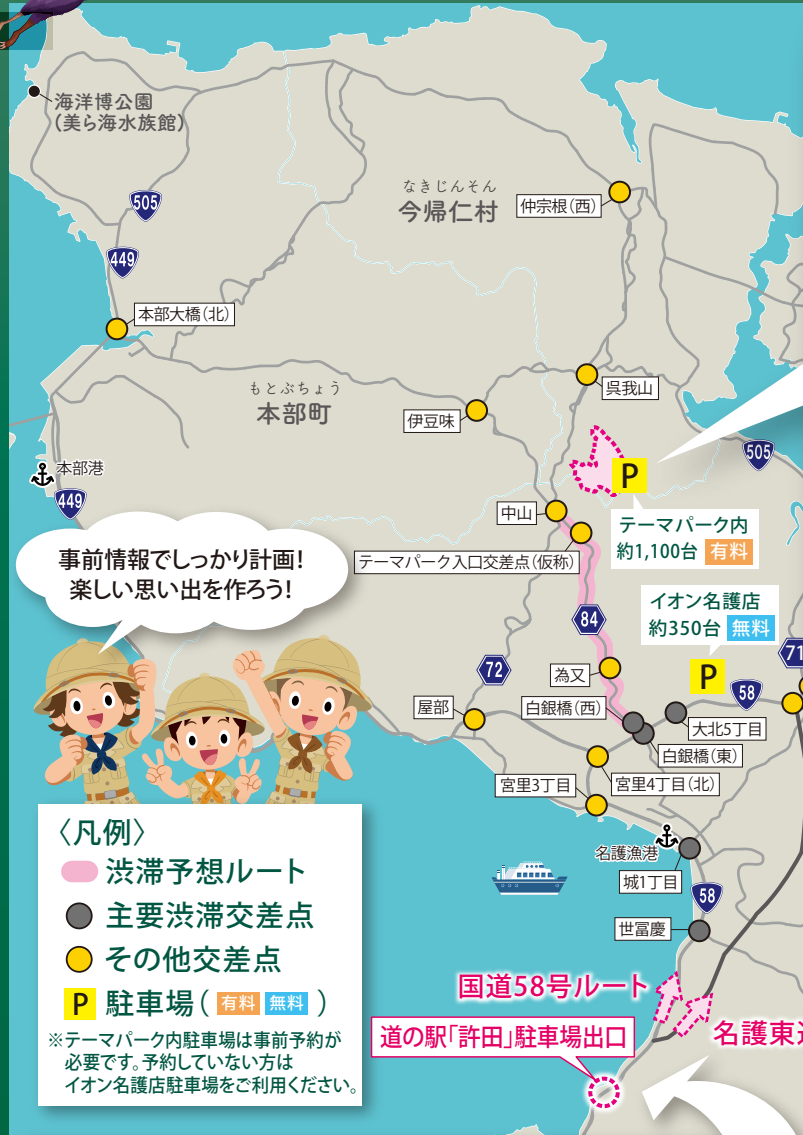 海洋博公園
(美ら海水族館)
505
449
なきじんそん
今帰仁村
仲宗根(西)
本部大橋(北)
もとぶちょう
本部町
伊豆味
呉我山
505
本部港
449
P
中山
テーマパーク内
約1,100台 有料
テーマパーク入口交差点(仮称)
事前情報でしっかり計画!
楽しい思い出を作ろう!
イオン名護店
約350台 無料
84
71
72
為又
P
58
屋部
白銀橋(西)
大北5丁目
白銀橋(東)
宮里3丁目
宮里4丁目(北)
名護漁港
城1丁目
58
世冨慶
〈凡例〉
渋滞予想ルート
主要渋滞交差点
その他交差点
P 駐車場( 有料 無料 )
※テーマパーク内駐車場は事前予約が
必要です。予約していない方は
イオン名護店駐車場をご利用ください。
国道58号ルート
道の駅「許田」駐車場出口
名護東